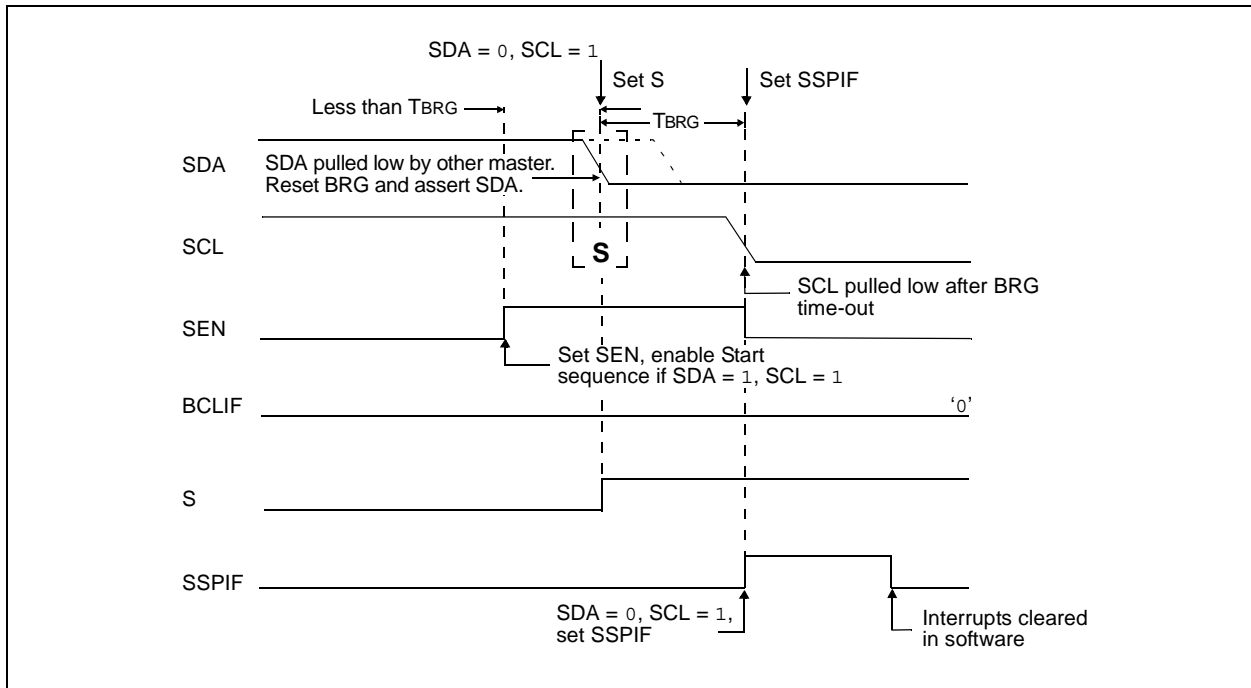 SDA = 0, SCL = 1
Set S
Set SSPIF
Less than TBRG
TBRG
SDA
SDA pulled low by other master.
Reset BRG and assert SDA.
SCL
S
SCL pulled low after BRG
time-out
SEN
Set SEN, enable Start
sequence if SDA = 1, SCL = 1
BCLIF
‘0’
S
SSPIF
SDA = 0, SCL = 1,
set SSPIF
Interrupts cleared
in software